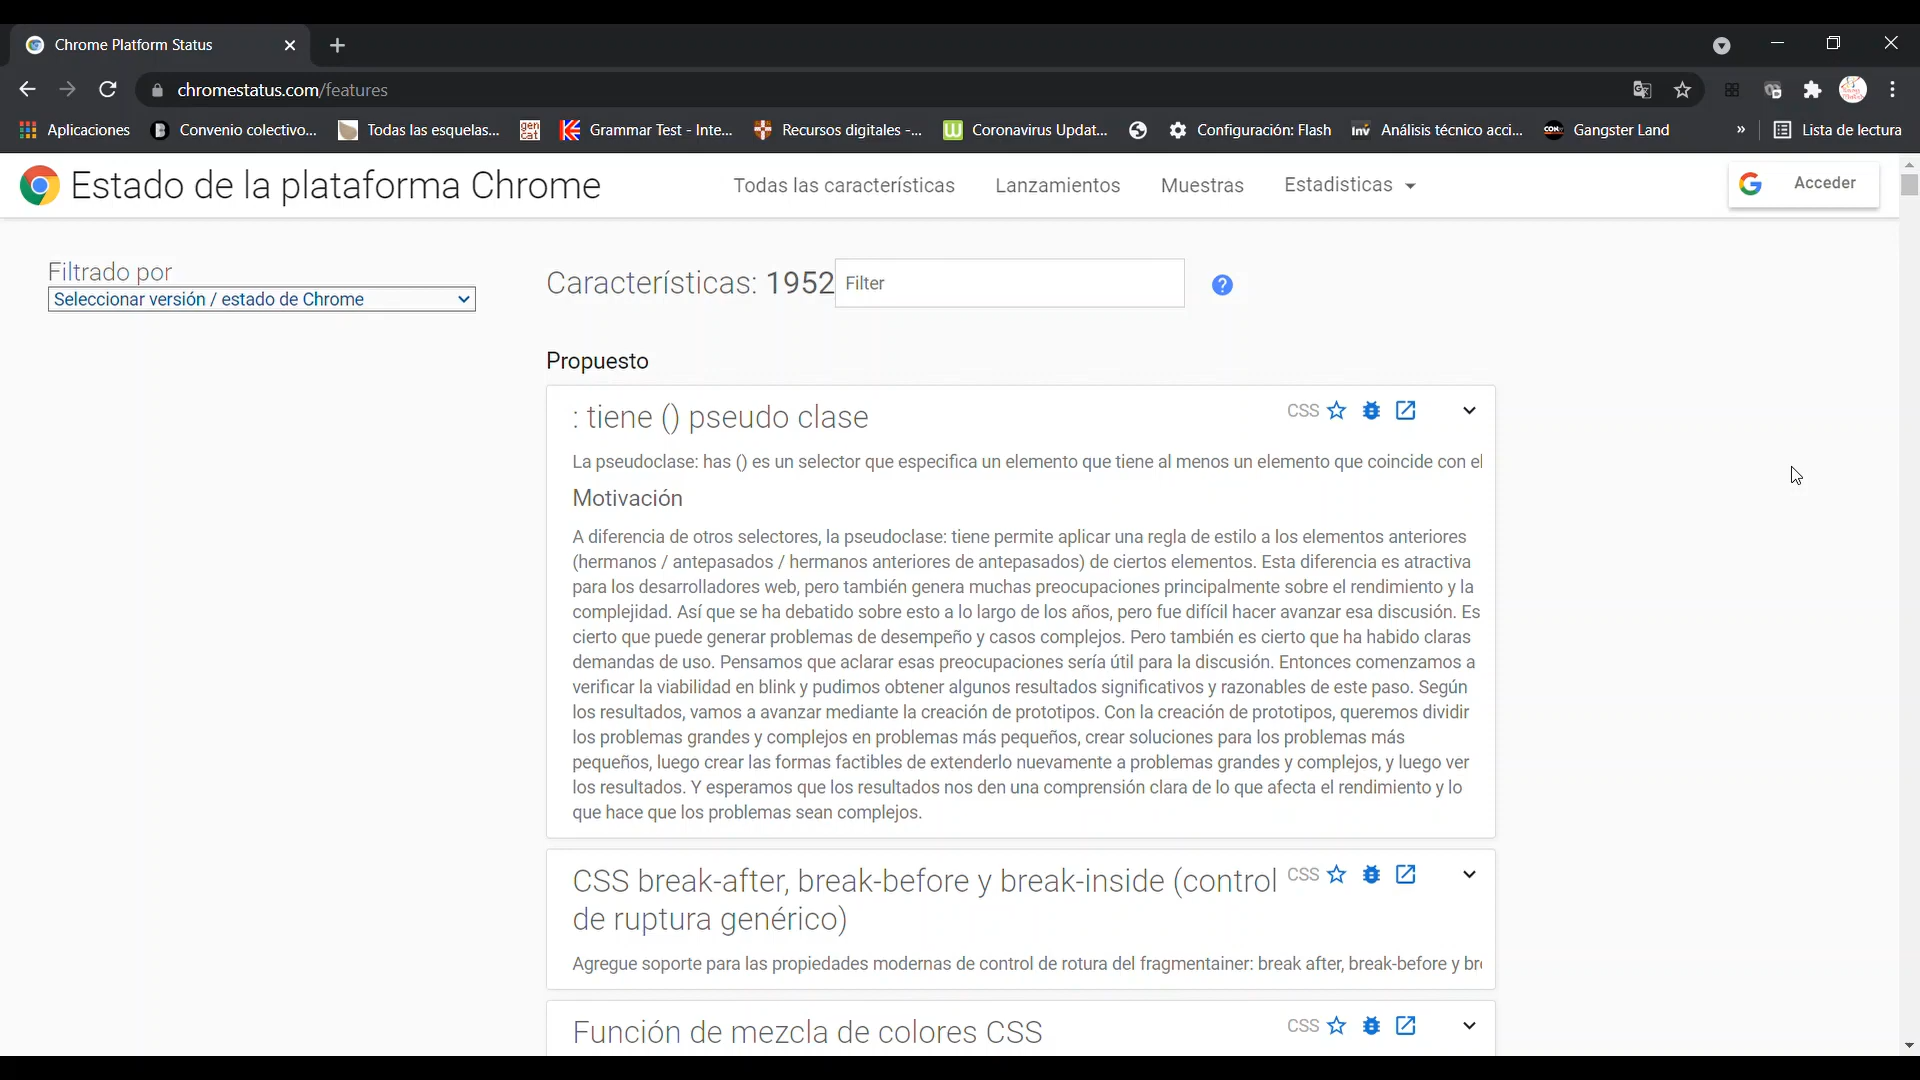 Chrome Platform Status
chromestatus.com/features
Aplicaciones
Convenio colectivo...
Todas las esquelas...
gen cat
Grammar Test - Inte...
Recursos digitales -...
Coronavirus Updat...
Configuración: Flash
Inv Análisis técnico acci...
Gangster Land
»
Lista de lectura
Estado de la plataforma Chrome
Todas las características
Lanzamientos
Muestras
Estadisticas
Acceder
Filtrado por
Seleccionar versión / estado de Chrome
Características: 1952
Filter
?
Propuesto
: tiene () pseudo clase
CSS
La pseudoclase: has () es un selector que especifica un elemento que tiene al menos un elemento que coincide con el
Motivación
A diferencia de otros selectores, la pseudoclase: tiene permite aplicar una regla de estilo a los elementos anteriores
(hermanos / antepasados / hermanos anteriores de antepasados) de ciertos elementos. Esta diferencia es atractiva
para los desarrolladores web, pero también genera muchas preocupaciones principalmente sobre el rendimiento y la
complejidad. Así que se ha debatido sobre esto a lo largo de los años, pero fue difícil hacer avanzar esa discusión. Es
cierto que puede generar problemas de desempeño y casos complejos. Pero también es cierto que ha habido claras
demandas de uso. Pensamos que aclarar esas preocupaciones sería útil para la discusión. Entonces comenzamos a
verificar la viabilidad en blink y pudimos obtener algunos resultados significativos y razonables de este paso. Según
los resultados, vamos a avanzar mediante la creación de prototipos. Con la creación de prototipos, queremos dividir
los problemas grandes y complejos en problemas más pequeños, crear soluciones para los problemas más
pequeños, luego crear las formas factibles de extenderlo nuevamente a problemas grandes y complejos, y luego ver
los resultados. Y esperamos que los resultados nos den una comprensión clara de lo que afecta el rendimiento y lo
que hace que los problemas sean complejos.
CSS break-after, break-before y break-inside (control
de ruptura genérico)
CSS
Agregue soporte para las propiedades modernas de control de rotura del fragmentainer: break after, break-before y br
Función de mezcla de colores CSS
CSS